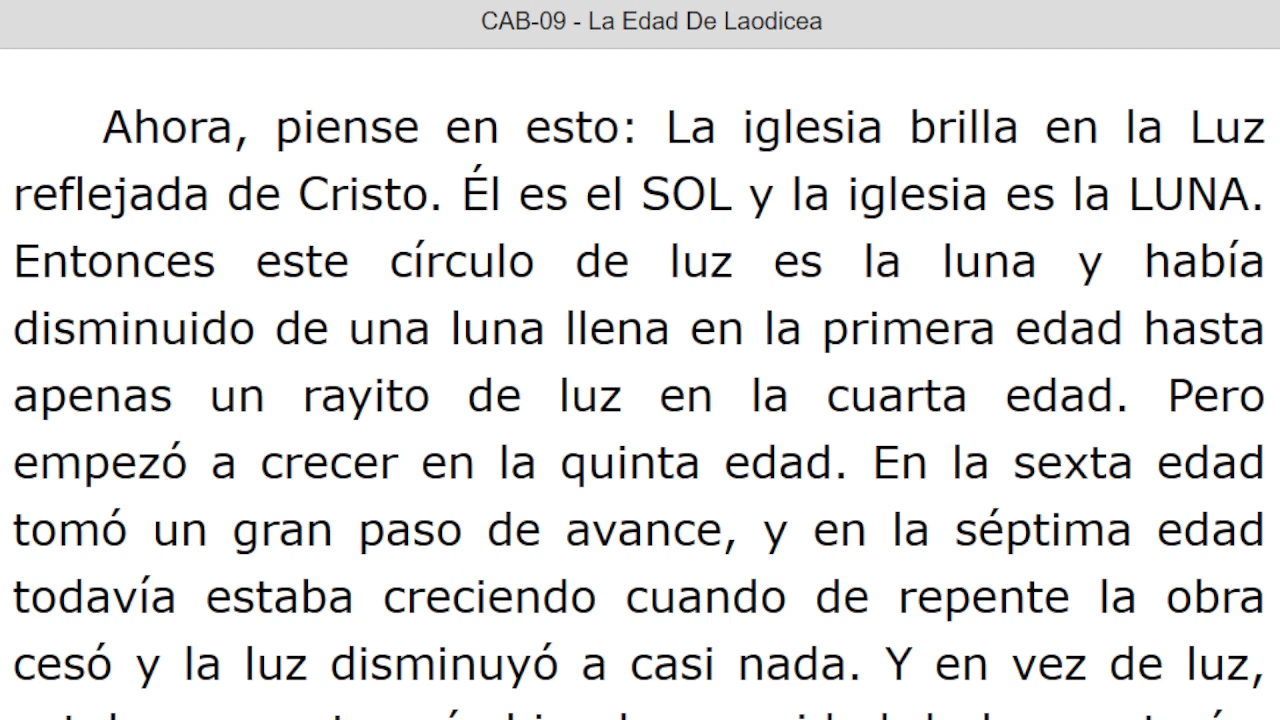 CAB-09 - La Edad De Laodicea
Ahora, piense en esto: La iglesia brilla en la Luz
reflejada de Cristo. Él es el SOL y la iglesia es la LUNA.
Entonces este círculo de luz es la luna y había
disminuido de una luna llena en la primera edad hasta
apenas un rayito de luz en la cuarta edad. Pero
empezó a crecer en la quinta edad. En la sexta edad
tomó un gran paso de avance, y en la séptima edad
todavía estaba creciendo cuando de repente la obra
cesó y la luz disminuyó a casi nada. Y en vez de luz,